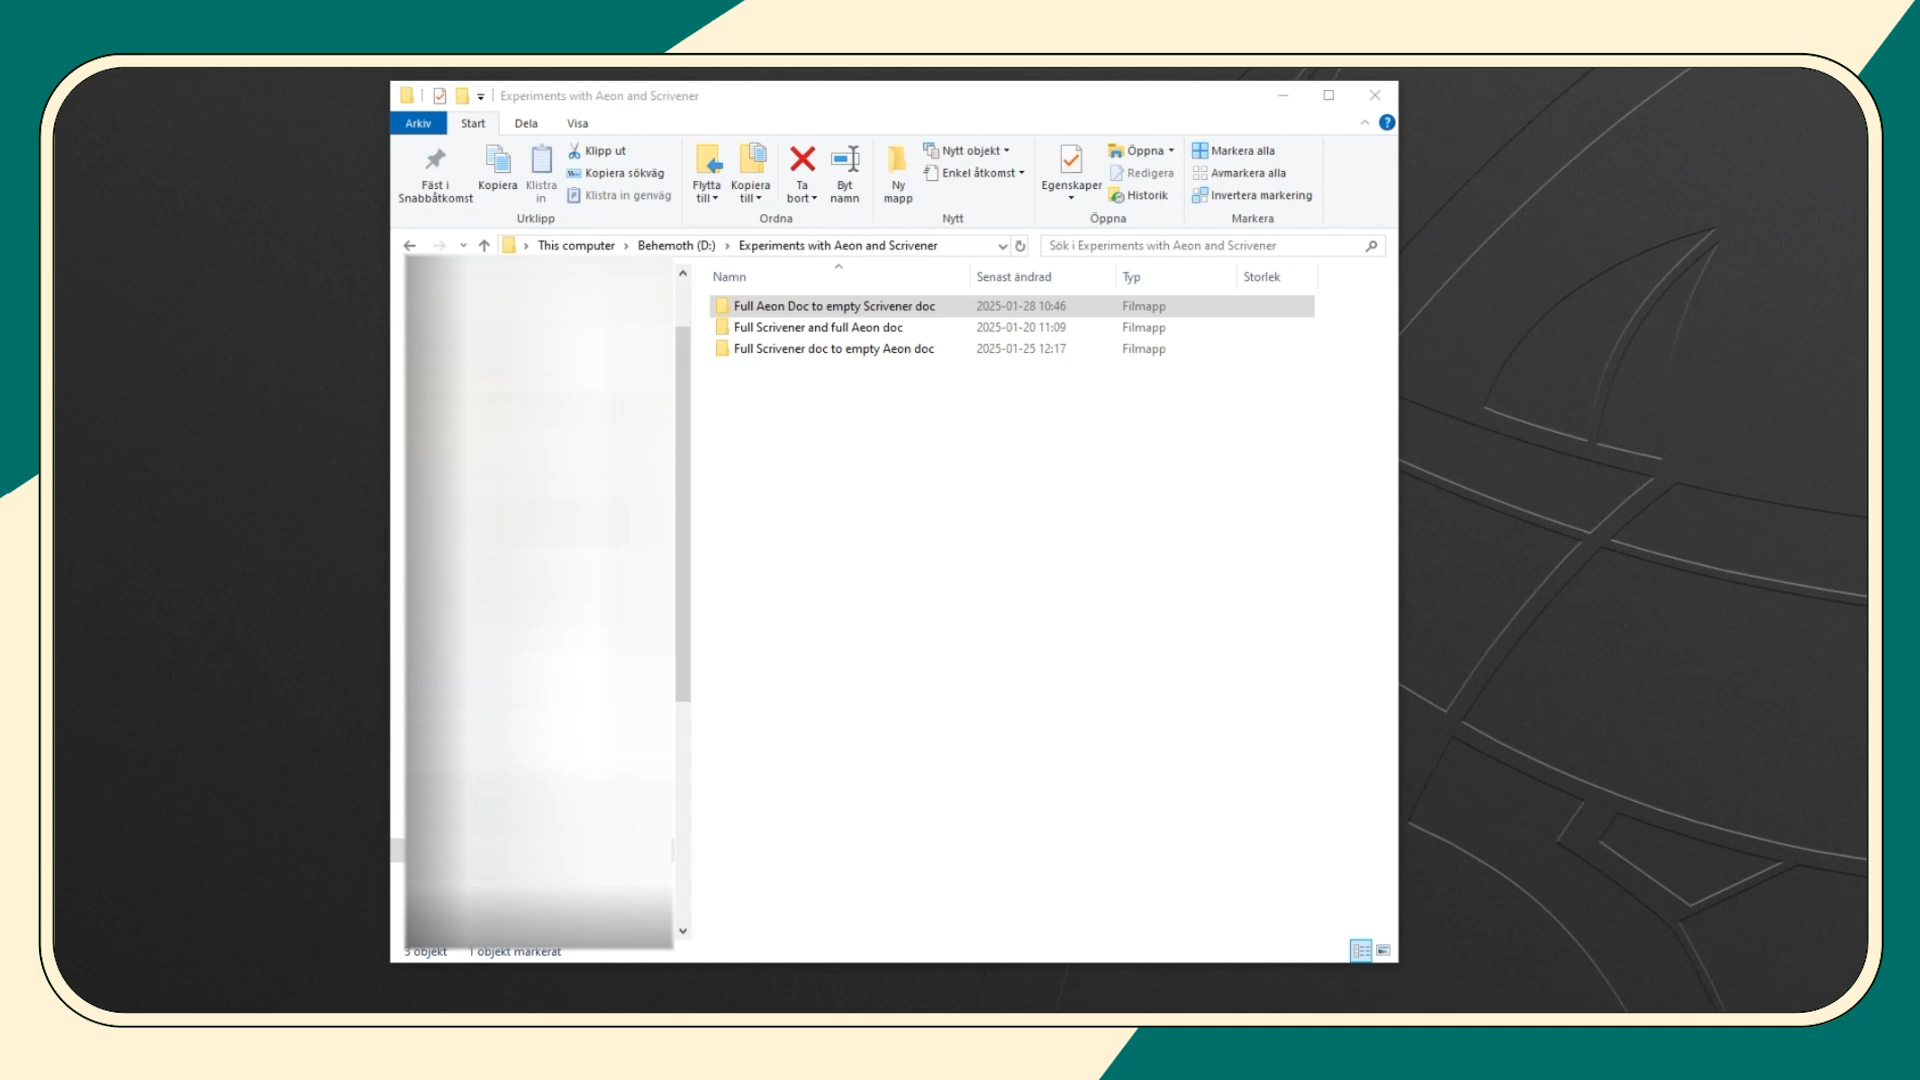 Experiments with Aeon and Scrivener
Arkiv Start Dela Visa
Fäst i Snabbåtkomst
Kopiera
Klistra in
Klipp ut
Kopiera sökväg
Klistra in genväg
Urklipp
Flytta till
Kopiera till
Ta bort
Byt namn
Ordna
Ny mapp
Nytt objekt
Enkel åtkomst
Nytt
Egenskaper
Öppna
Redigera
Historik
Öppna
Markera alla
Avmarkera alla
Invertera markering
Markera
This computer › Behemoth (D:) › Experiments with Aeon and Scrivener
Sök i Experiments with Aeon and Scrivener
Namn Senast ändrad Typ Storlek
Full Aeon Doc to empty Scrivener doc 2025-01-28 10:46 Filmapp
Full Scrivener and full Aeon doc 2025-01-20 11:09 Filmapp
Full Scrivener doc to empty Aeon doc 2025-01-25 12:17 Filmapp
3 objekt 1 objekt markerat